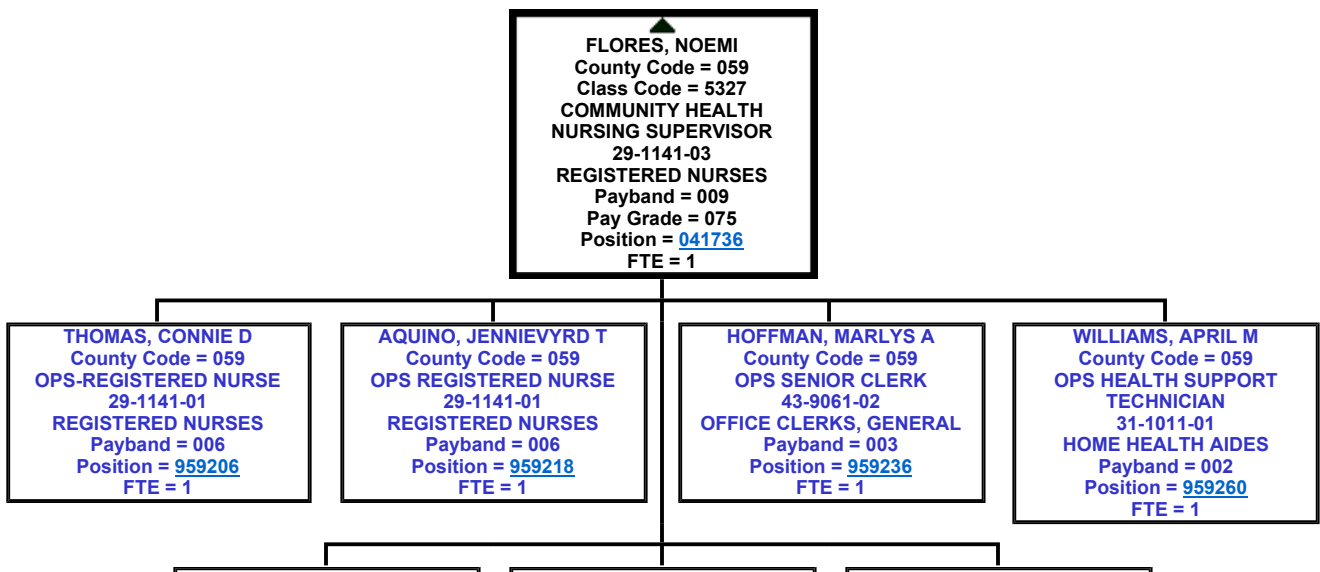 FLORES, NOEMI
County Code = 059
Class Code = 5327
COMMUNITY HEALTH
NURSING SUPERVISOR
29-1141-03
REGISTERED NURSES
Payband = 009
Pay Grade = 075
Position = 041736
FTE = 1
THOMAS, CONNIE D
County Code = 059
OPS-REGISTERED NURSE
29-1141-01
REGISTERED NURSES
Payband = 006
Position = 959206
FTE = 1
AQUINO, JENNIEVYRD T
County Code = 059
OPS REGISTERED NURSE
29-1141-01
REGISTERED NURSES
Payband = 006
Position = 959218
FTE = 1
HOFFMAN, MARLYS A
County Code = 059
OPS SENIOR CLERK
43-9061-02
OFFICE CLERKS, GENERAL
Payband = 003
Position = 959236
FTE = 1
WILLIAMS, APRIL M
County Code = 059
OPS HEALTH SUPPORT
TECHNICIAN
31-1011-01
HOME HEALTH AIDES
Payband = 002
Position = 959260
FTE = 1